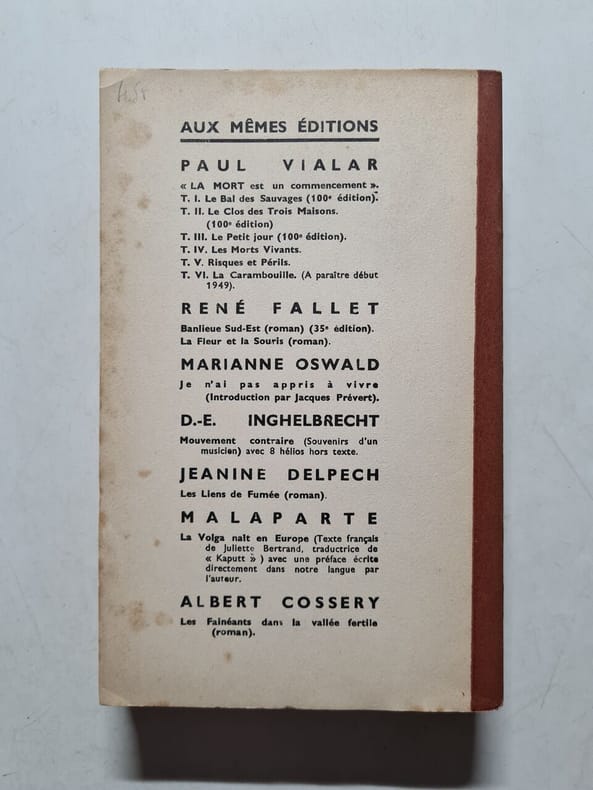 AUX MÊMES ÉDITIONS
PAUL VIALAR
« LA MORT est un commencement ».
T. I. Le Bal des Sauvages (100e édition).
T. II. Le Clos des Trois Maisons.
(100e édition)
T. III. Le Petit jour (100e édition).
T. IV. Les Morts Vivants.
T. V. Risques et Périls.
T. VI. La Carambouille. (A paraître début
1949).
RENÉ FALLET
Banlieue Sud-Est (roman) (35e édition).
La Fleur et la Souris (roman).
MARIANNE OSWALD
Je n'ai pas appris à vivre
(Introduction par Jacques Prévert).
D.-E. INGHELBRECHT
Mouvement contraire (Souvenirs d'un
musicien) avec 8 hélios hors texte.
JEANINE DELPECH
Les Liens de Fumée (roman).
MALAPARTE
La Volga naît en Europe (Texte français
de Juliette Bertrand, traductrice de
« Kaputt ») avec une préface écrite
directement dans notre langue par
l'auteur.
ALBERT COSSERY
Les Fainéants dans la vallée fertile
(roman).